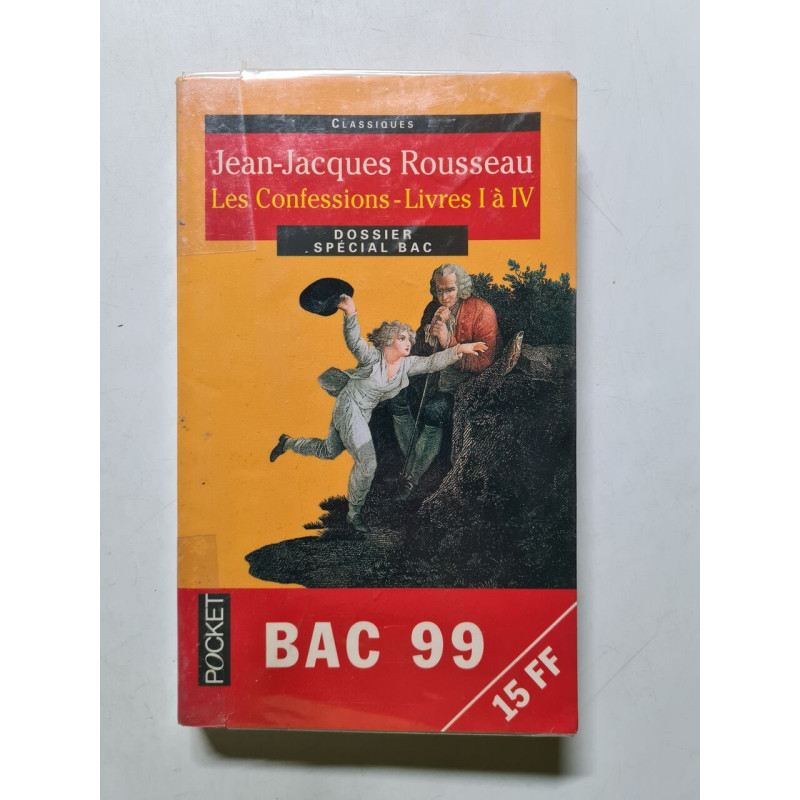 CLASSIQUES
Jean-Jacques Rousseau
Les Confessions - Livres I à IV
DOSSIER
SPÉCIAL BAC
POCKET
BAC 99
15 FF